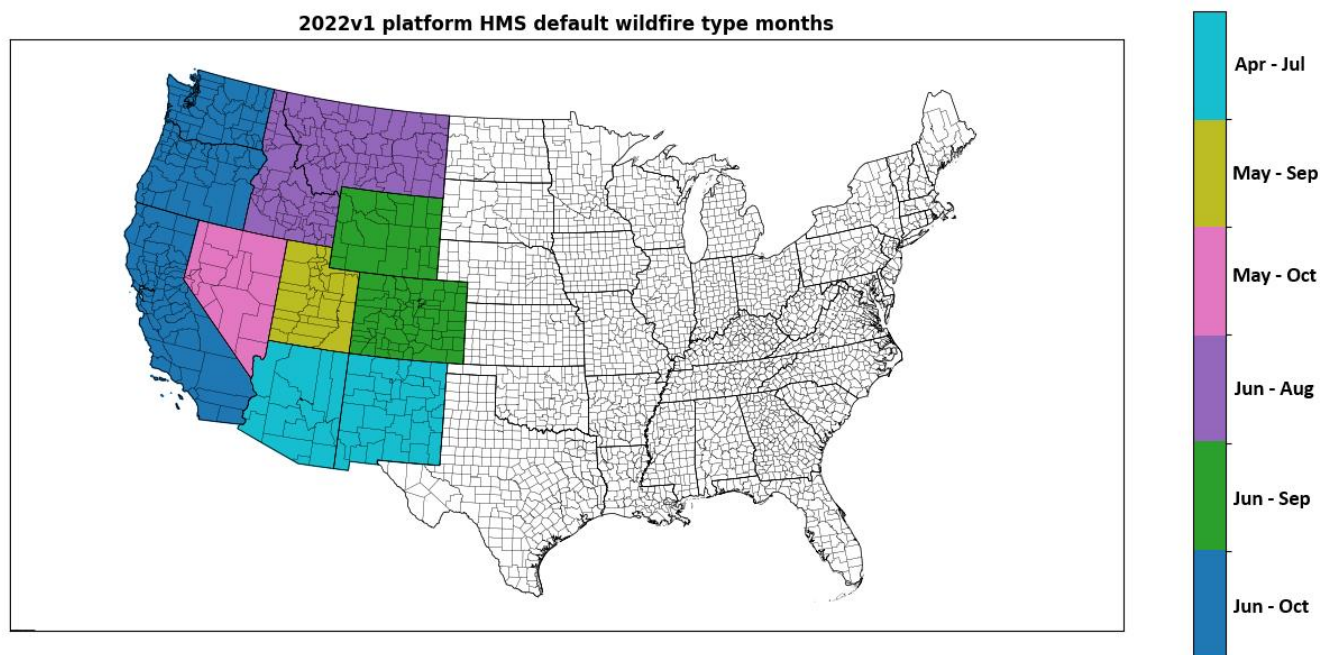 2022v1 platform HMS default wildfire type months
Apr - Jul
May - Sep
May - Oct
Jun - Aug
Jun - Sep
Jun - Oct